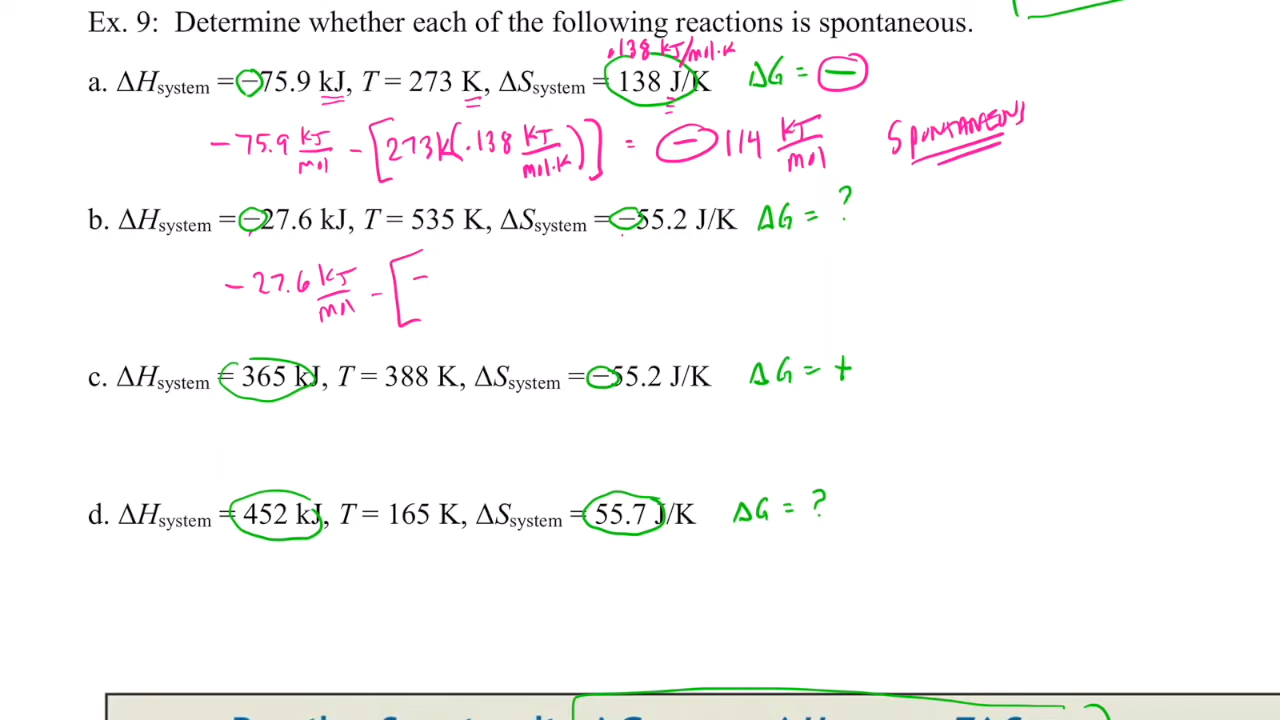 Ex. 9: Determine whether each of the following reactions is spontaneous.
.138 kJ/mol·K
a. ΔHsystem = −75.9 kJ, T = 273 K, ΔSsystem = 138 J/K ΔG = −
−75.9 kJ/mol − [273K(.138 kJ/mol·K)] = −114 kJ/mol SPONTANEOUS
b. ΔHsystem = −27.6 kJ, T = 535 K, ΔSsystem = −55.2 J/K ΔG = ?
−27.6 kJ/mol − [−
c. ΔHsystem = 365 kJ, T = 388 K, ΔSsystem = −55.2 J/K ΔG = +
d. ΔHsystem = 452 kJ, T = 165 K, ΔSsystem = 55.7 J/K ΔG = ?